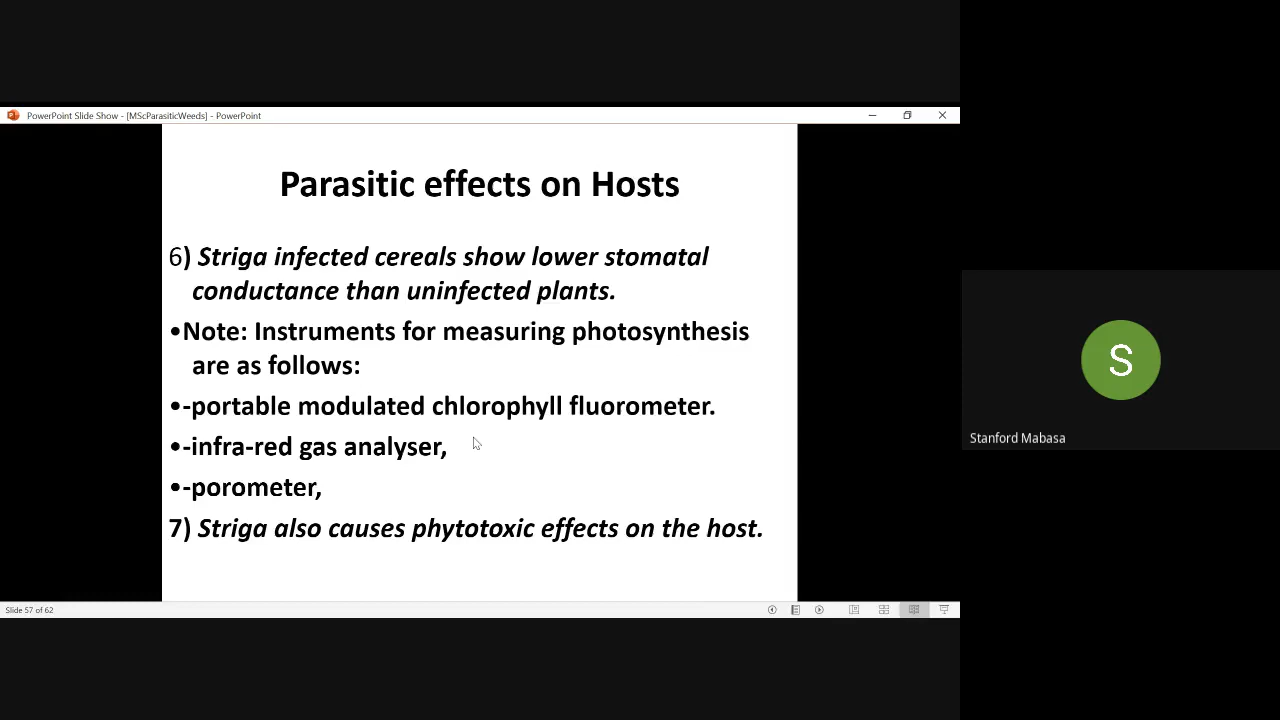 PowerPoint Slide Show - [MScParasiticWeeds] - PowerPoint
Parasitic effects on Hosts
6) Striga infected cereals show lower stomatal
conductance than uninfected plants.
•Note: Instruments for measuring photosynthesis
are as follows:
•-portable modulated chlorophyll fluorometer.
•-infra-red gas analyser,
•-porometer,
7) Striga also causes phytotoxic effects on the host.
Slide 57 of 62
S
Stanford Mabasa